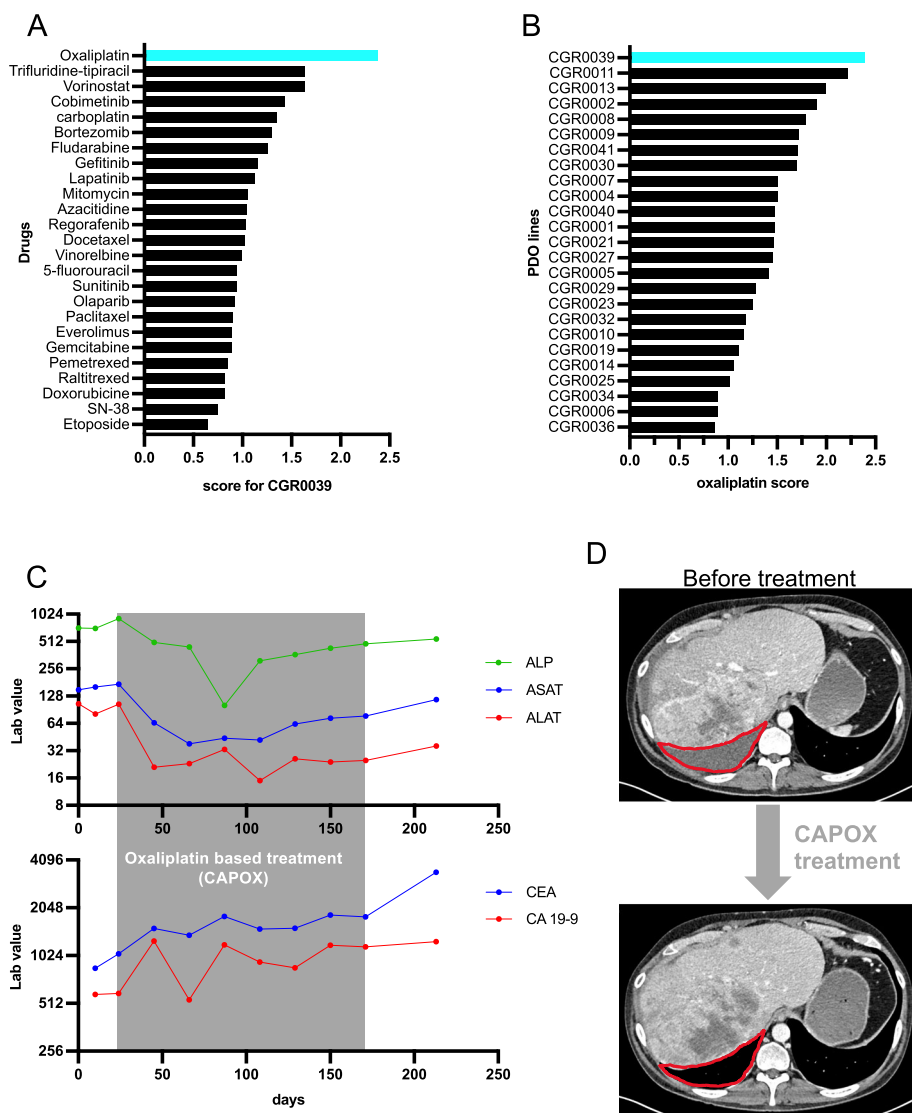 A
Oxaliplatin
Trifluridine-tipiracil
Vorinostat
Cobimetinib
carboplatin
Bortezomib
Fludarabine
Gefitinib
Lapatinib
Mitomycin
Azacitidine
Regorafenib
Docetaxel
Vinorelbine
5-fluorouracil
Sunitinib
Olaparib
Paclitaxel
Everolimus
Gemcitabine
Pemetrexed
Raltitrexed
Doxorubicine
SN-38
Etoposide
Drugs
0.0 0.5 1.0 1.5 2.0 2.5
score for CGR0039
B
CGR0039
CGR0011
CGR0013
CGR0002
CGR0008
CGR0009
CGR0041
CGR0030
CGR0007
CGR0004
CGR0040
CGR0001
CGR0021
CGR0027
CGR0005
CGR0029
CGR0023
CGR0032
CGR0010
CGR0019
CGR0014
CGR0025
CGR0034
CGR0006
CGR0036
PDO lines
0.0 0.5 1.0 1.5 2.0 2.5
oxaliplatin score
C
1024
512
256
128
64
32
16
8
Lab value
0 50 100 150 200 250
ALP
ASAT
ALAT
Oxaliplatin based treatment
(CAPOX)
4096
2048
1024
512
256
Lab value
0 50 100 150 200 250
days
CEA
CA 19-9
D
Before treatment
CAPOX
treatment